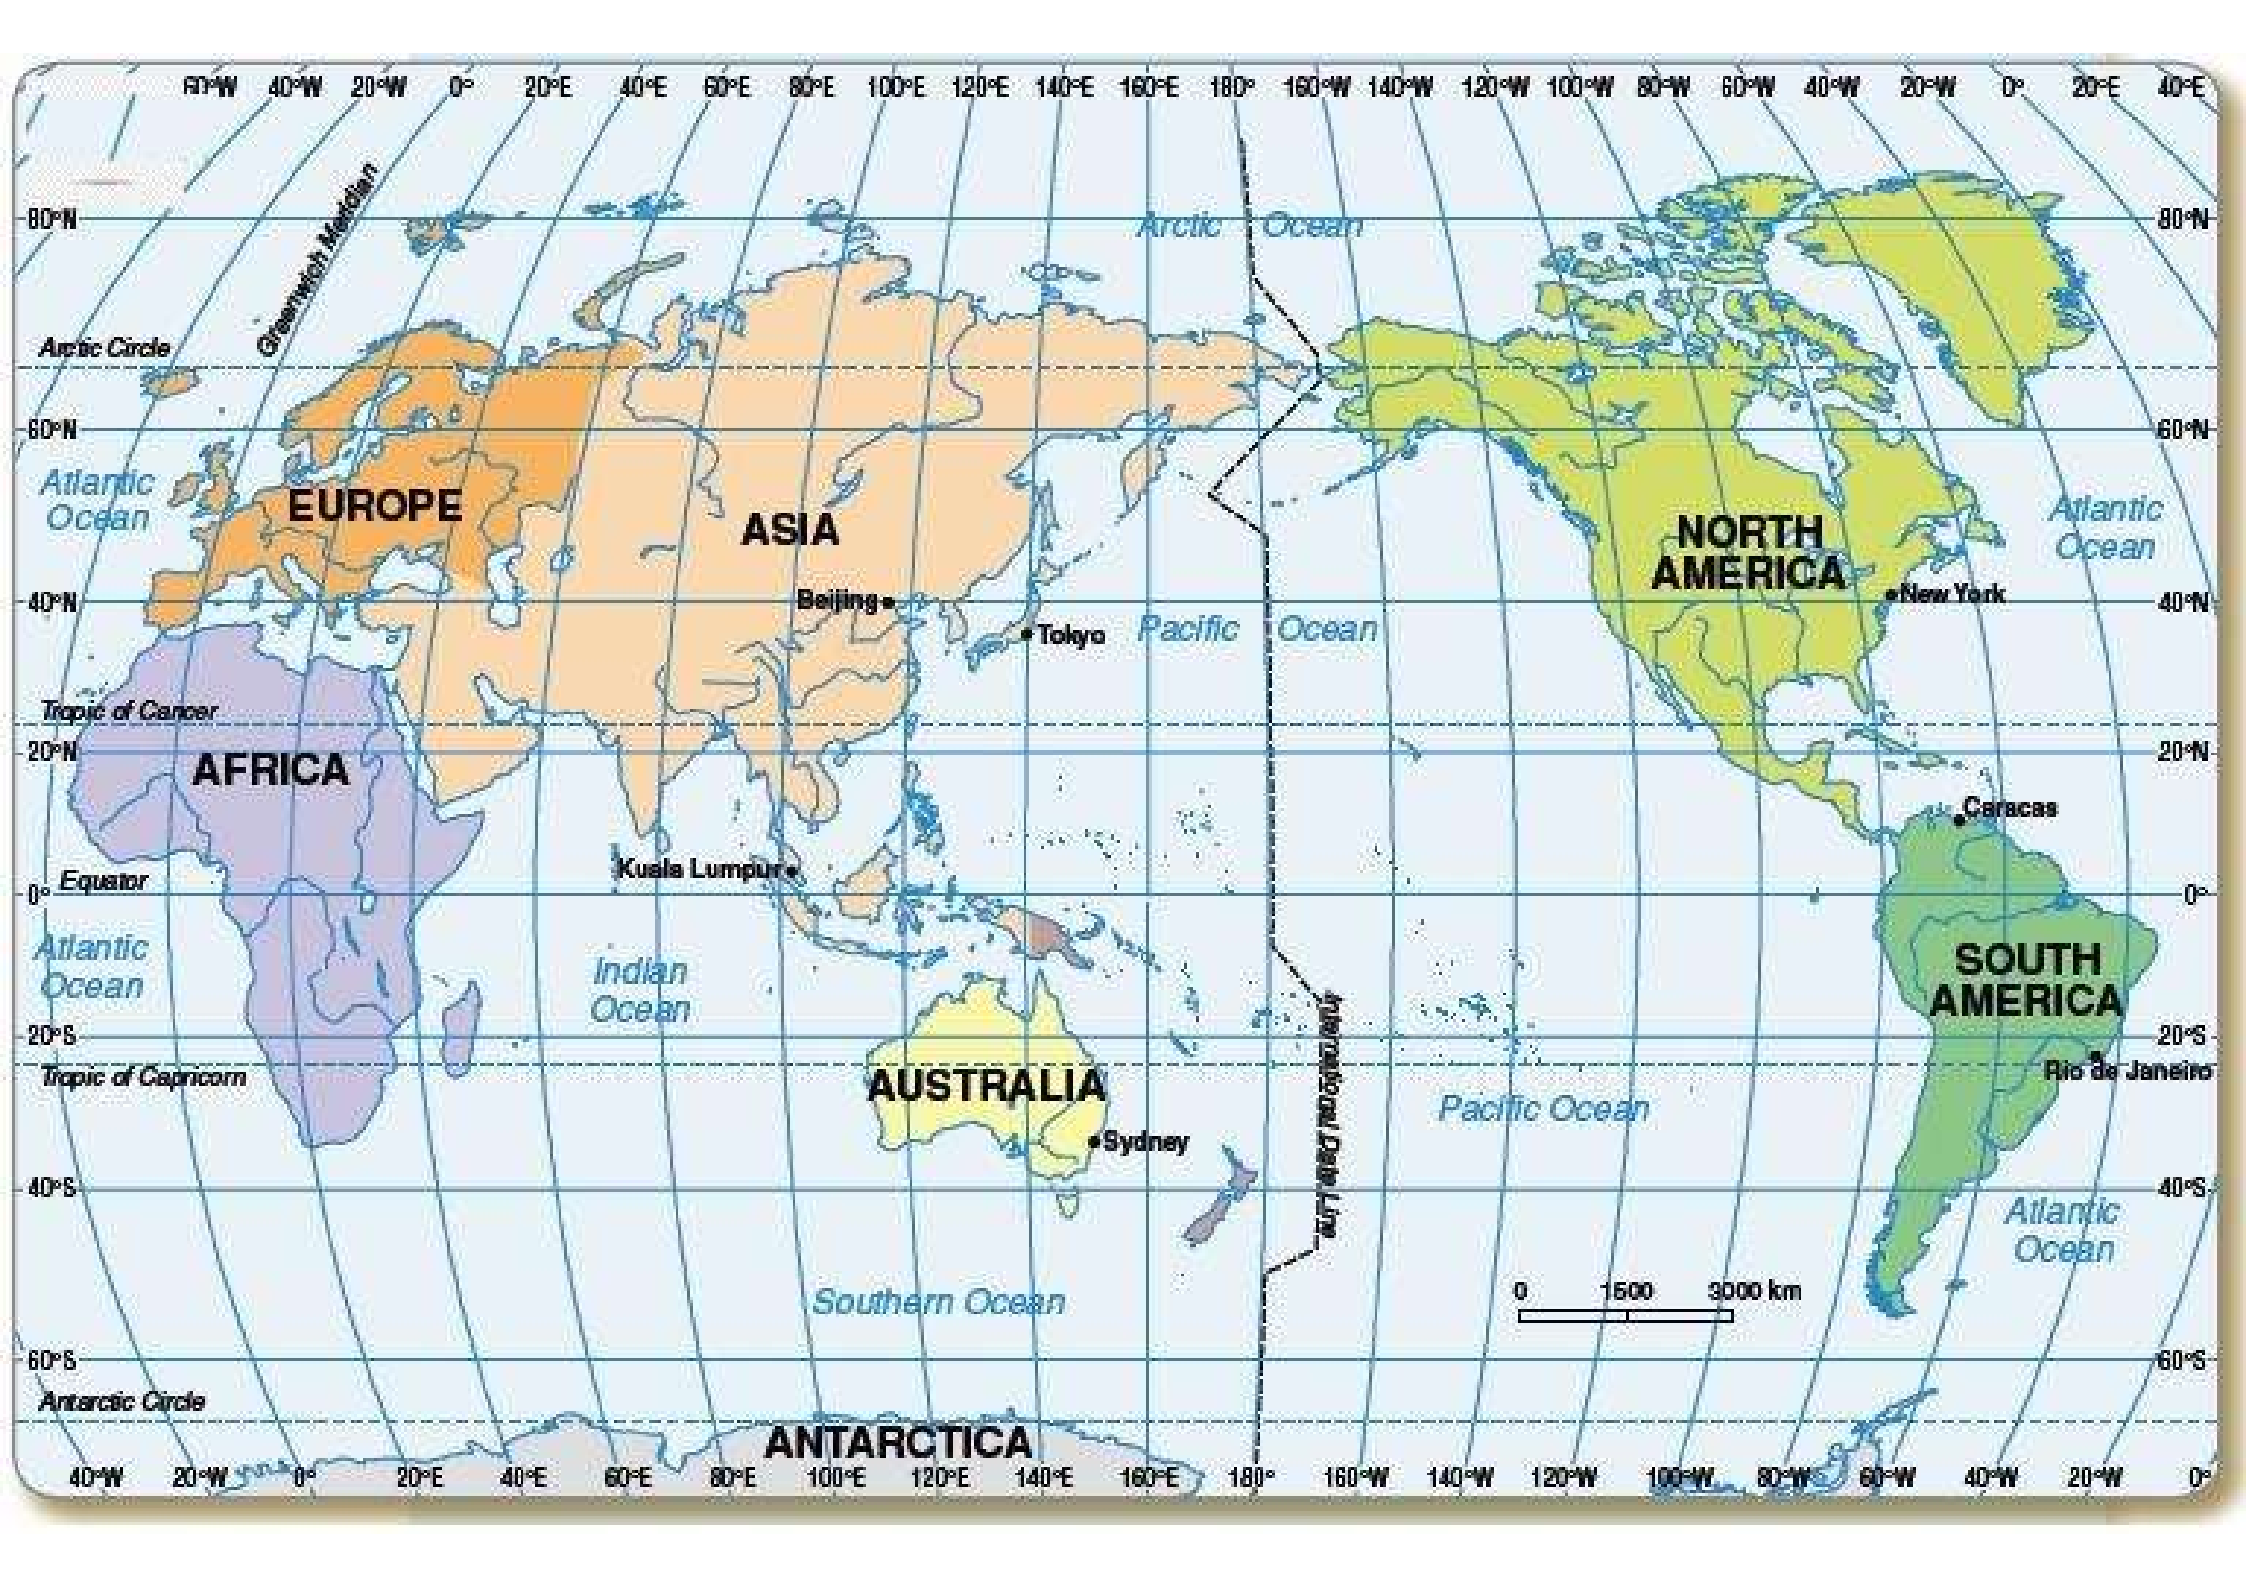 60°W 40°W 20°W 0° 20°E 40°E 60°E 80°E 100°E 120°E 140°E 160°E 180° 160°W 140°W 120°W 100°W 80°W 60°W 40°W 20°W 0° 20°E 40°E
Greenwich Meridian
80°N
Arctic Ocean
80°N
Arctic Circle
60°N
60°N
Atlantic
Ocean
EUROPE
ASIA
NORTH
AMERICA
Atlantic
Ocean
40°N
Beijing
New York
40°N
Tokyo
Pacific Ocean
Tropic of Cancer
20°N
AFRICA
20°N
Caracas
Kuala Lumpur
Equator
0°
0°
Atlantic
Ocean
Indian
Ocean
SOUTH
AMERICA
International Date Line
20°S
20°S
Tropic of Capricorn
AUSTRALIA
Rio de Janeiro
Pacific Ocean
Sydney
40°S
40°S
Atlantic
Ocean
Southern Ocean
0 1500 3000 km
60°S
60°S
Antarctic Circle
ANTARCTICA
40°W 20°W 0° 20°E 40°E 60°E 80°E 100°E 120°E 140°E 160°E 180° 160°W 140°W 120°W 100°W 80°W 60°W 40°W 20°W 0°